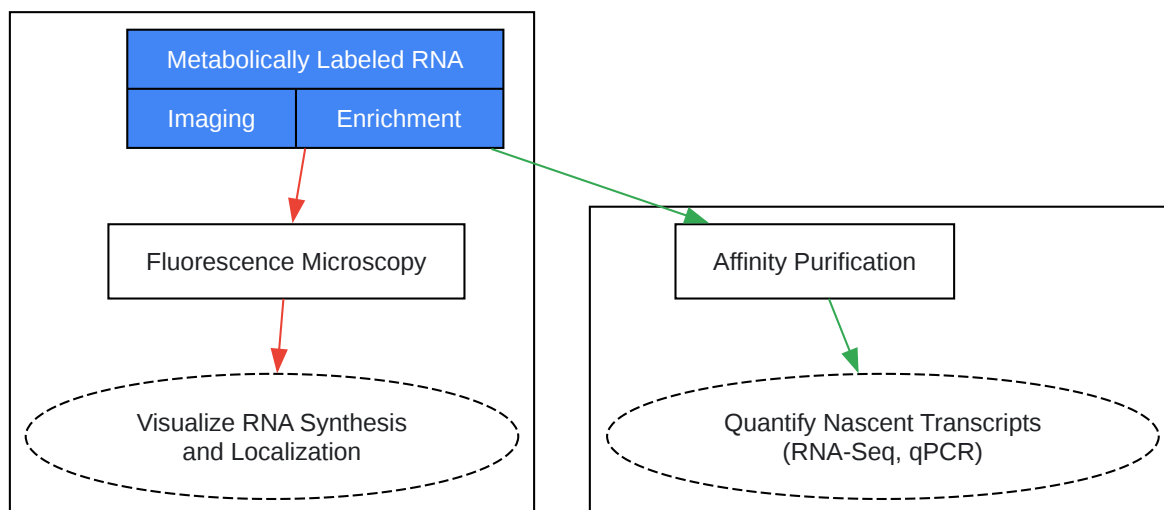 Metabolically Labeled RNA
Imaging
Enrichment
Fluorescence Microscopy
Affinity Purification
Visualize RNA Synthesis
and Localization
Quantify Nascent Transcripts
(RNA-Seq, qPCR)